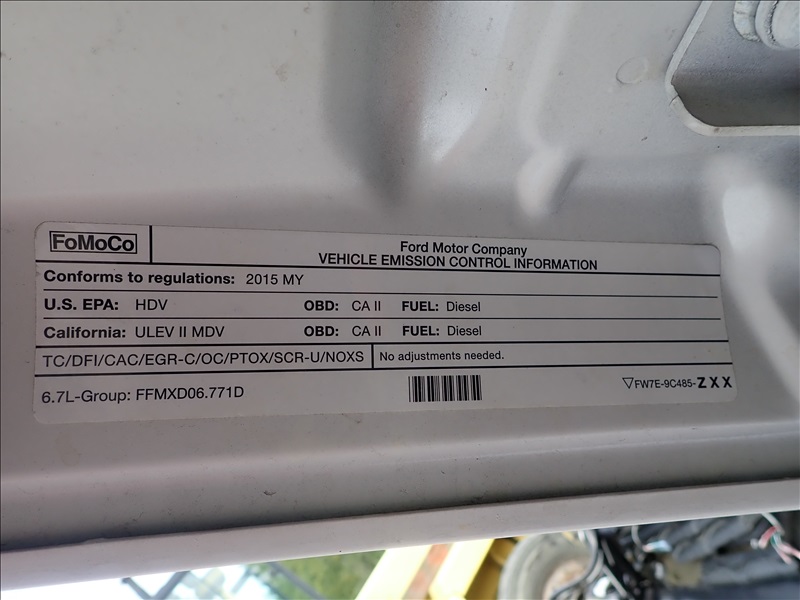 FoMoCo
Ford Motor Company
VEHICLE EMISSION CONTROL INFORMATION
Conforms to regulations: 2015 MY
U.S. EPA: HDV OBD: CA II FUEL: Diesel
California: ULEV II MDV OBD: CA II FUEL: Diesel
TC/DFI/CAC/EGR-C/OC/PTOX/SCR-U/NOXS No adjustments needed.
6.7L-Group: FFMXD06.771D ▽FW7E-9C485-ZXX